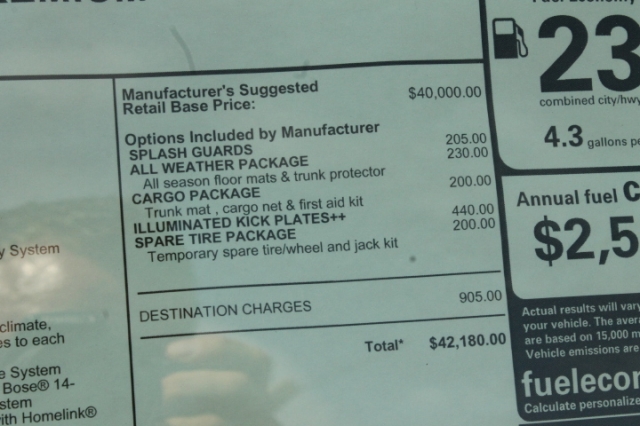 Manufacturer's Suggested
Retail Base Price: $40,000.00
Options Included by Manufacturer
SPLASH GUARDS 205.00
ALL WEATHER PACKAGE 230.00
All season floor mats & trunk protector
CARGO PACKAGE 200.00
Trunk mat , cargo net & first aid kit
ILLUMINATED KICK PLATES++ 440.00
SPARE TIRE PACKAGE 200.00
Temporary spare tire/wheel and jack kit
DESTINATION CHARGES 905.00
Total* $42,180.00
System
climate,
es to each
System
Bose® 14-
stem
ith Homelink®
23
combined city/hwy
4.3 gallons pe
Annual fuel C
$2,5
Actual results will vary
your vehicle. The avera
are based on 15,000 m
Vehicle emissions are
fuelecon
Calculate personalize